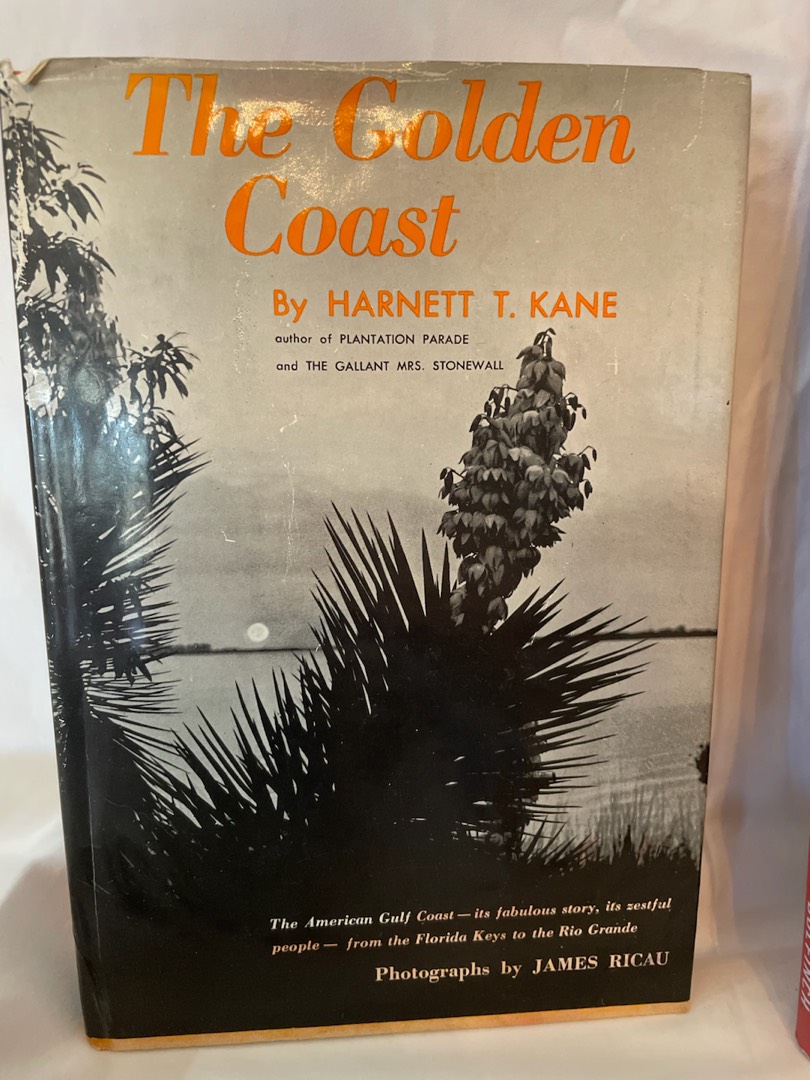 The Golden
Coast
By HARNETT T. KANE
author of PLANTATION PARADE
and THE GALLANT MRS. STONEWALL
The American Gulf Coast—its fabulous story, its zestful
people—from the Florida Keys to the Rio Grande
Photographs by JAMES RICAU